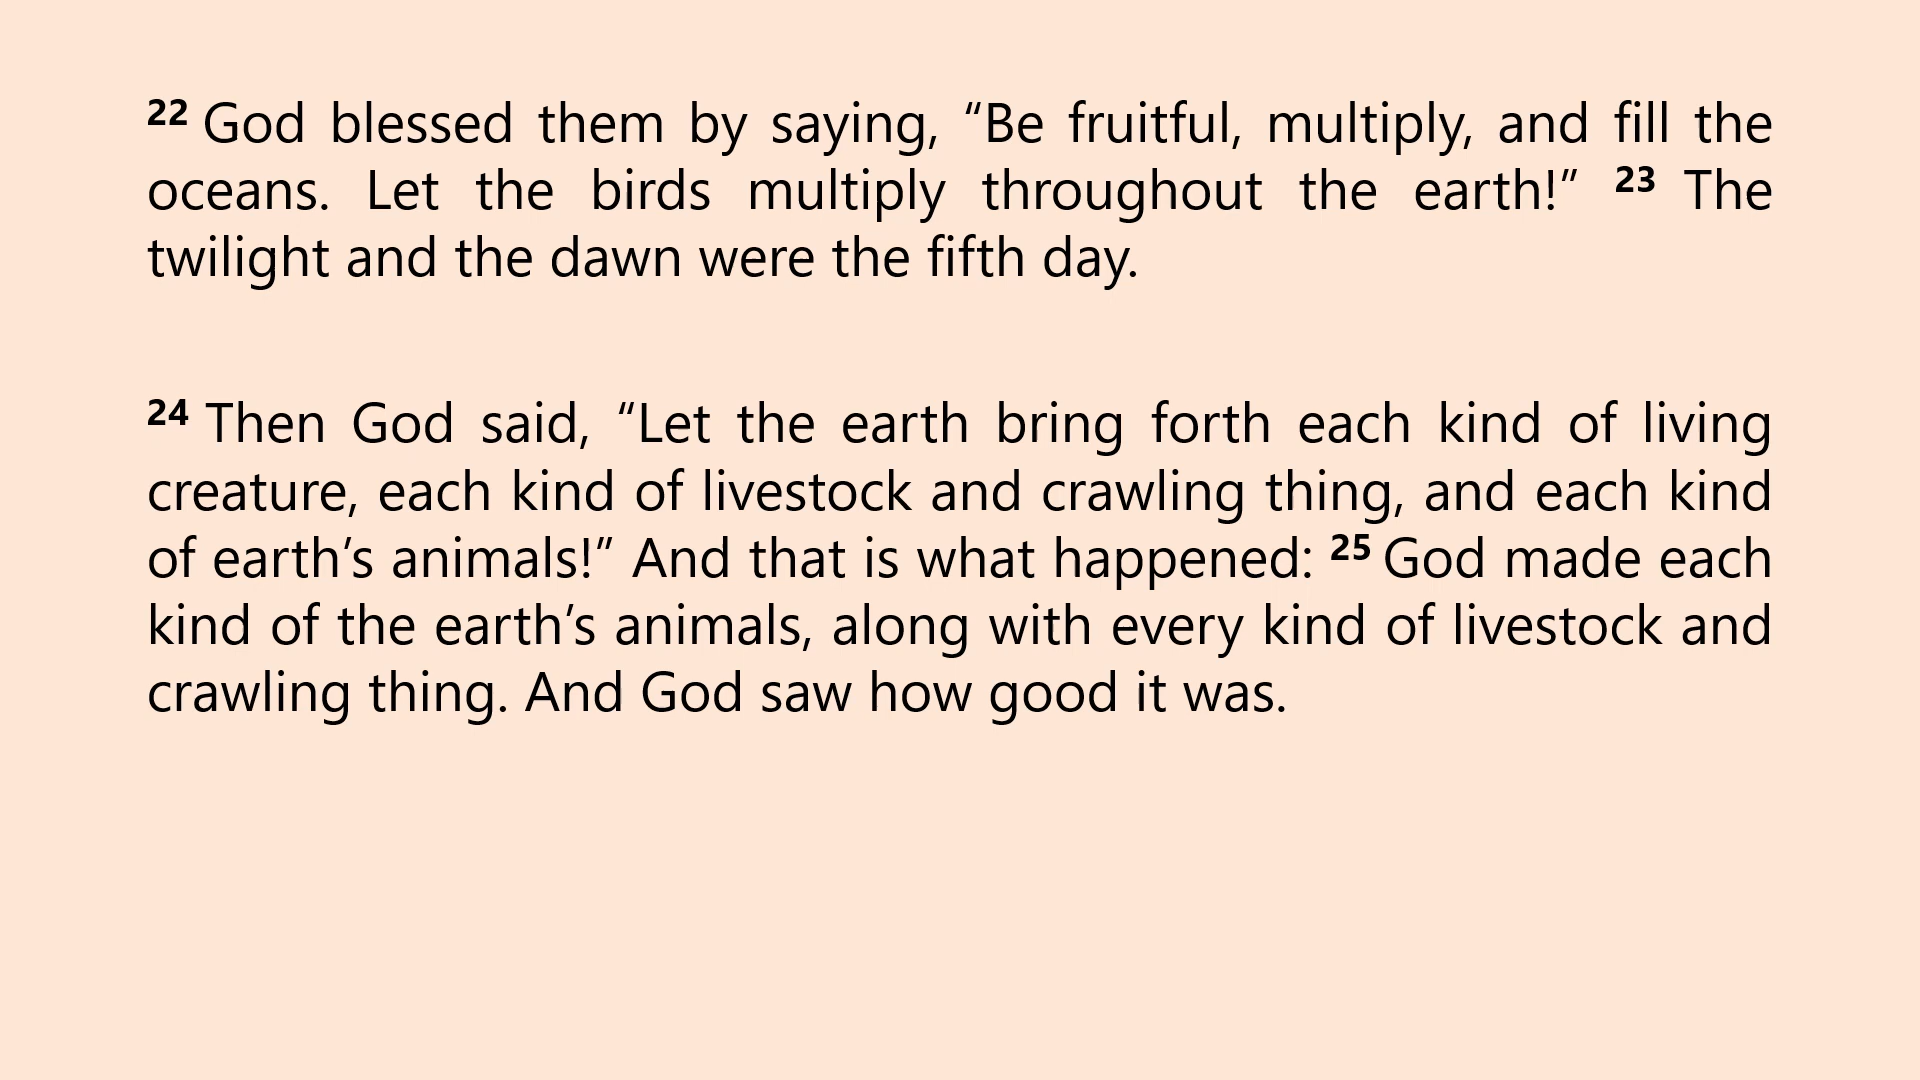 22 God blessed them by saying, “Be fruitful, multiply, and fill the
oceans. Let the birds multiply throughout the earth!” 23 The
twilight and the dawn were the fifth day.
24 Then God said, “Let the earth bring forth each kind of living
creature, each kind of livestock and crawling thing, and each kind
of earth’s animals!” And that is what happened: 25 God made each
kind of the earth’s animals, along with every kind of livestock and
crawling thing. And God saw how good it was.